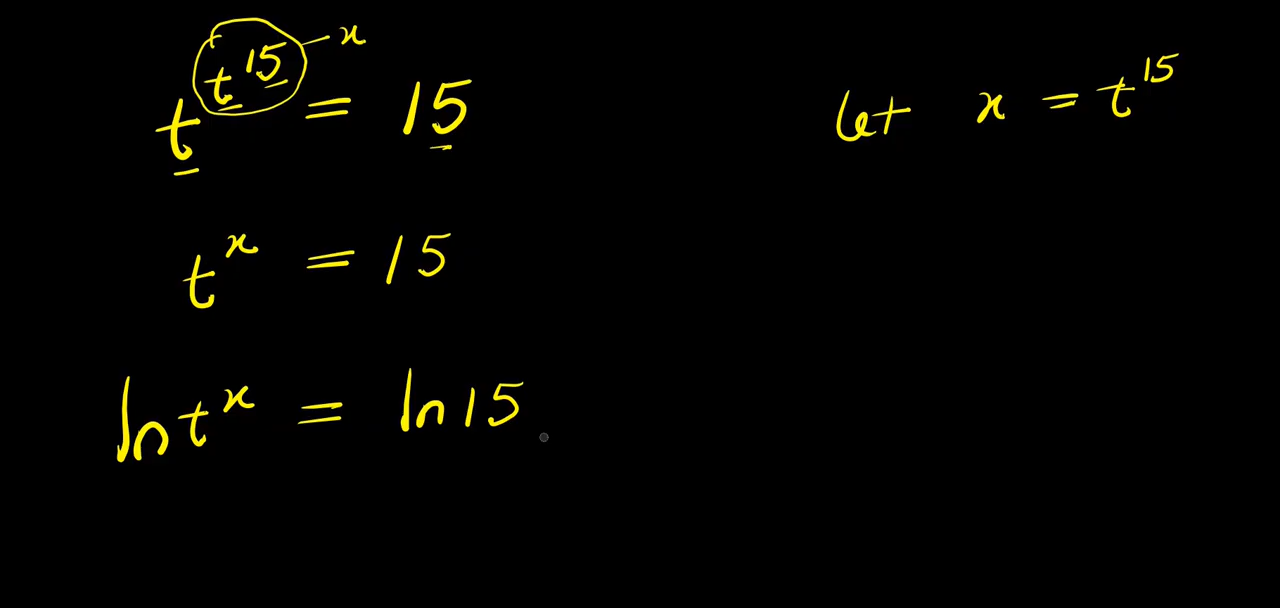 t^t^15 = 15 x
let x = t^15
t^x = 15
ln t^x = ln 15